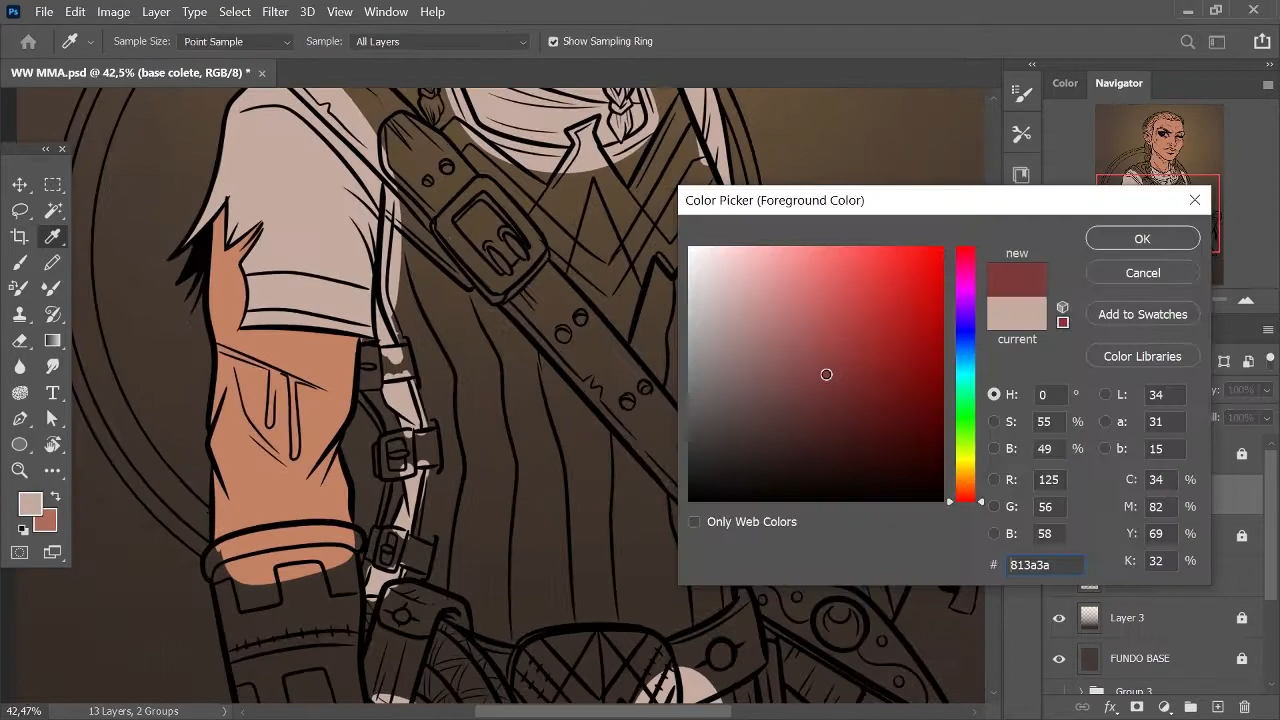 Ps File Edit Image Layer Type Select Filter 3D View Window Help
Sample Size: Point Sample Sample: All Layers Show Sampling Ring
WW MMA.psd @ 42,5% (base colete, RGB/8) * ×
Color Navigator
Color Picker (Foreground Color)
new
current
OK
Cancel
Add to Swatches
Color Libraries
H: 0 ° L: 34
S: 55 % a: 31
B: 49 % b: 15
R: 125 C: 34 %
G: 56 M: 82 %
B: 58 Y: 69 %
# 813a3a K: 32 %
Only Web Colors
100%
100%
Layer 3
FUNDO BASE
Group 3
42,47% 13 Layers, 2 Groups